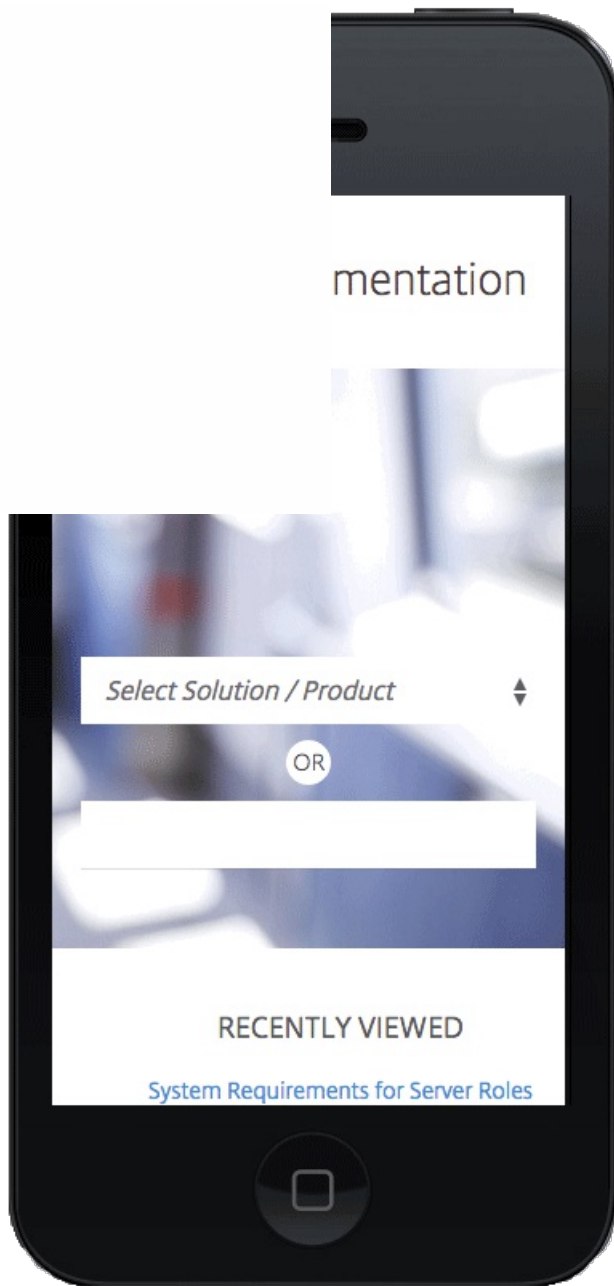 mentation
Select Solution / Product
OR
RECENTLY VIEWED
System Requirements for Server Roles